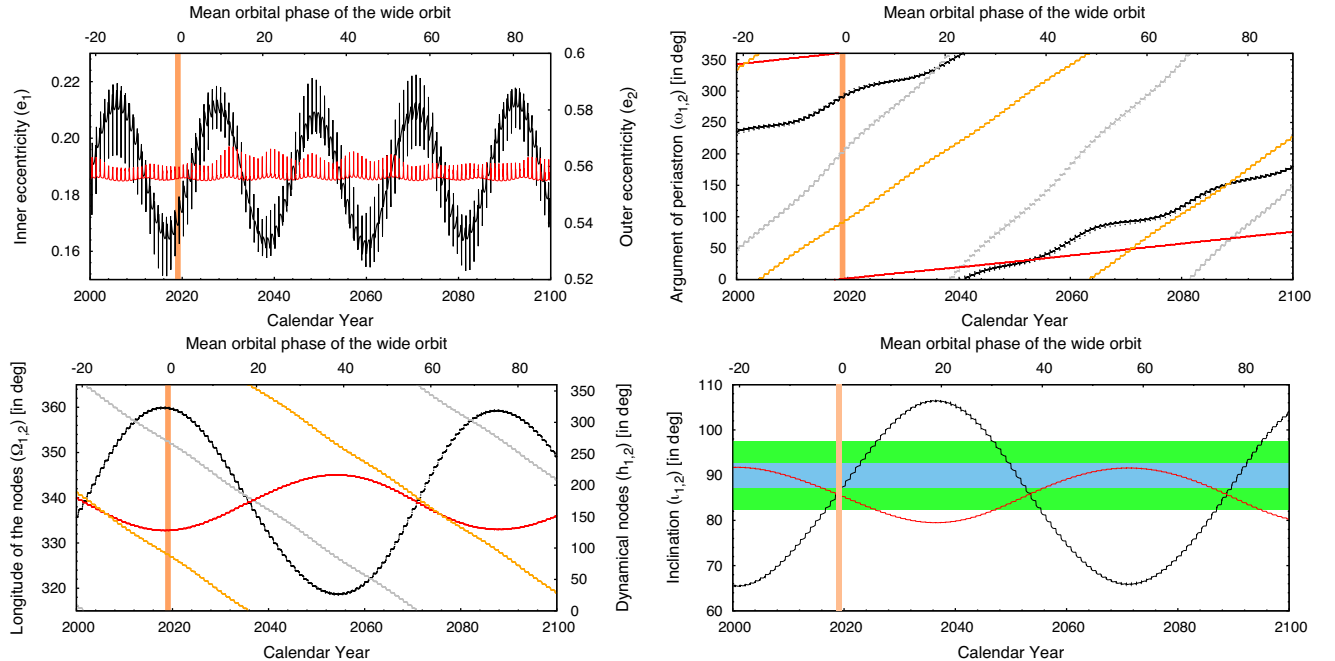 Mean orbital phase of the wide orbit
-20 0 20 40 60 80
0.22
0.20
0.18
0.16
Inner eccentricity (e1)
0.6
0.58
0.56
0.54
0.52
Outer eccentricity (e2)
2000 2020 2040 2060 2080 2100
Calendar Year
Mean orbital phase of the wide orbit
-20 0 20 40 60 80
350
300
250
200
150
100
50
0
Argument of periastron (ω1,2) [in deg]
2000 2020 2040 2060 2080 2100
Calendar Year
Mean orbital phase of the wide orbit
-20 0 20 40 60 80
360
350
340
330
320
Longitude of the nodes (Ω1,2) [in deg]
350
300
250
200
150
100
50
0
Dynamical nodes (h1,2) [in deg]
2000 2020 2040 2060 2080 2100
Calendar Year
Mean orbital phase of the wide orbit
-20 0 20 40 60 80
110
100
90
80
70
60
Inclination (ι1,2) [in deg]
2000 2020 2040 2060 2080 2100
Calendar Year